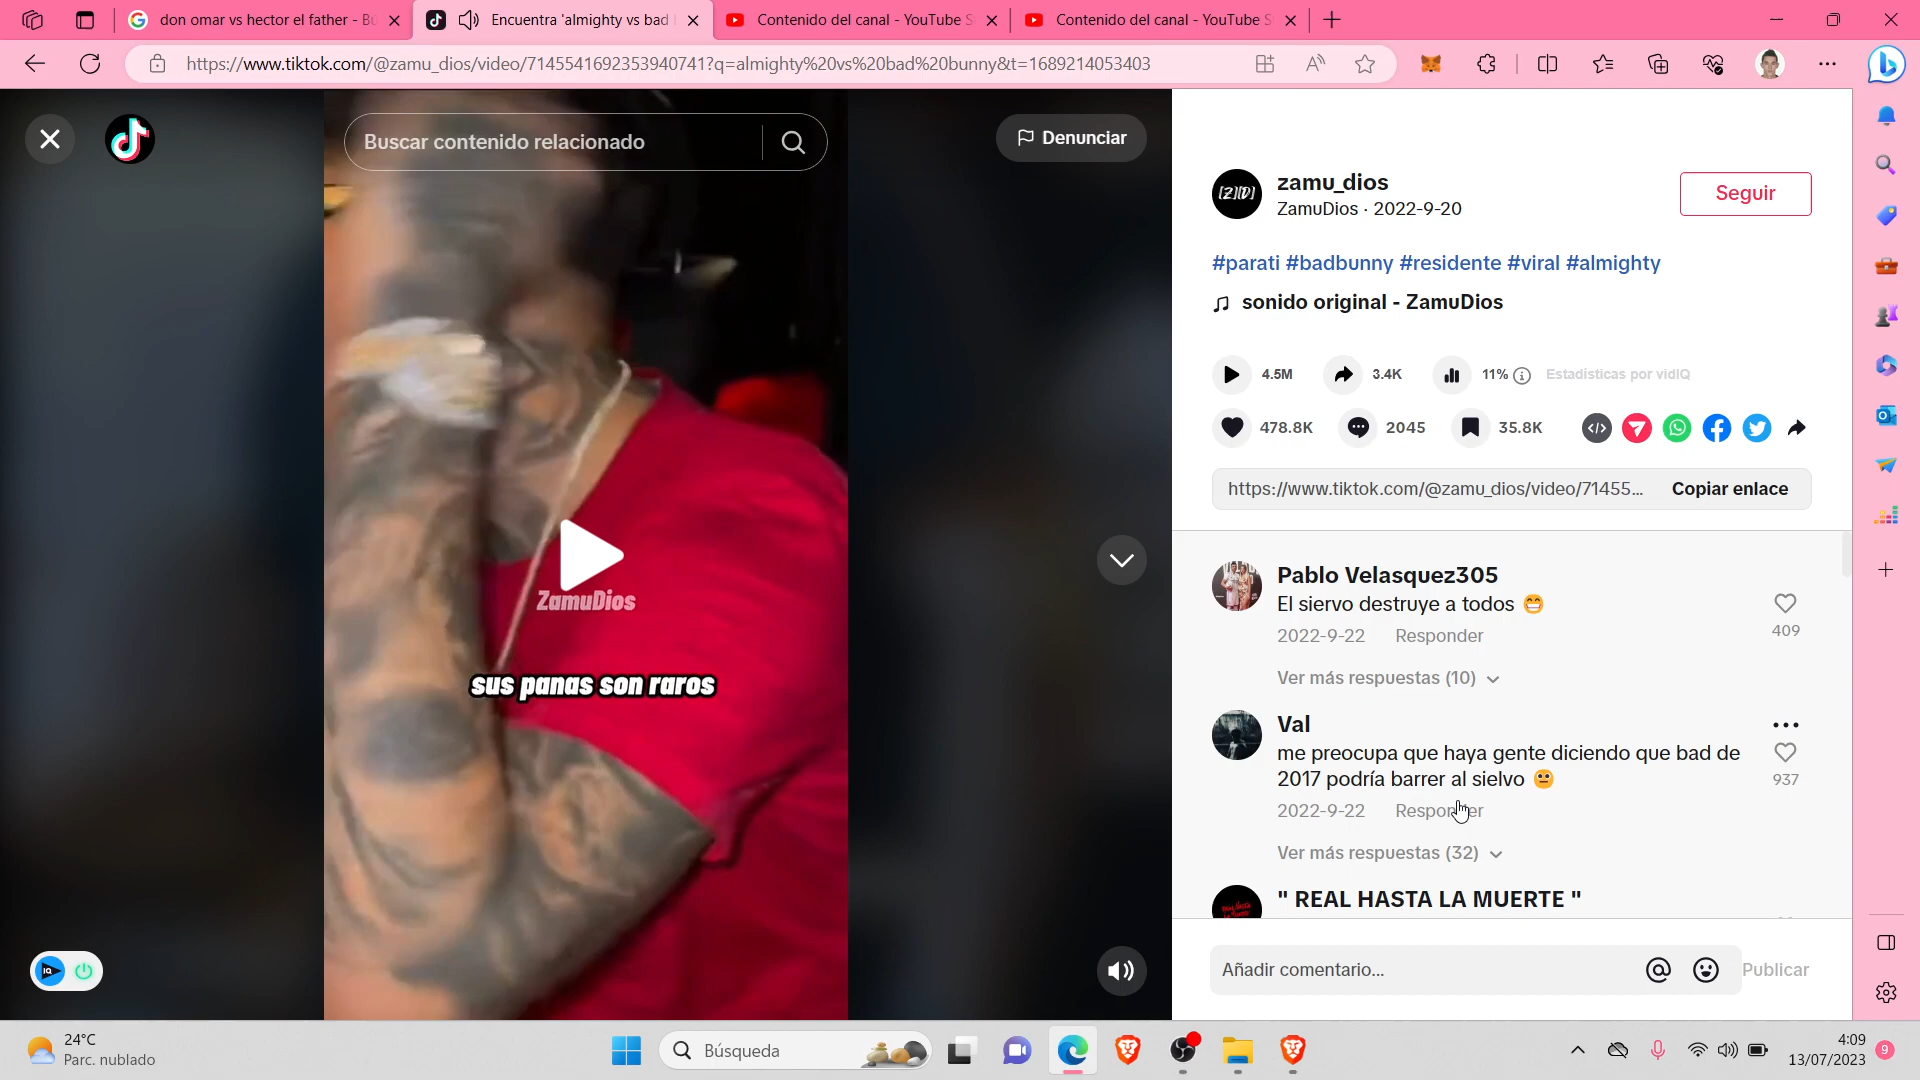 don omar vs hector el father - Bu
Encuentra 'almighty vs bad
Contenido del canal - YouTube S
Contenido del canal - YouTube S
https://www.tiktok.com/@zamu_dios/video/7145541692353940741?q=almighty%20vs%20bad%20bunny&t=1689214053403
Buscar contenido relacionado
Denunciar
[Z][D]
zamu_dios
ZamuDios · 2022-9-20
Seguir
#parati #badbunny #residente #viral #almighty
sonido original - ZamuDios
4.5M
3.4K
11%
Estadísticas por vidIQ
478.8K
2045
35.8K
https://www.tiktok.com/@zamu_dios/video/71455...
Copiar enlace
ZamuDios
sus panas son raros
Pablo Velasquez305
El siervo destruye a todos 😁
2022-9-22 Responder
409
Ver más respuestas (10)
Val
me preocupa que haya gente diciendo que bad de
2017 podría barrer al sielvo 😐
937
2022-9-22 Responder
Ver más respuestas (32)
" REAL HASTA LA MUERTE "
IQ
Añadir comentario...
Publicar
24°C
Parc. nublado
Búsqueda
4:09
13/07/2023
9